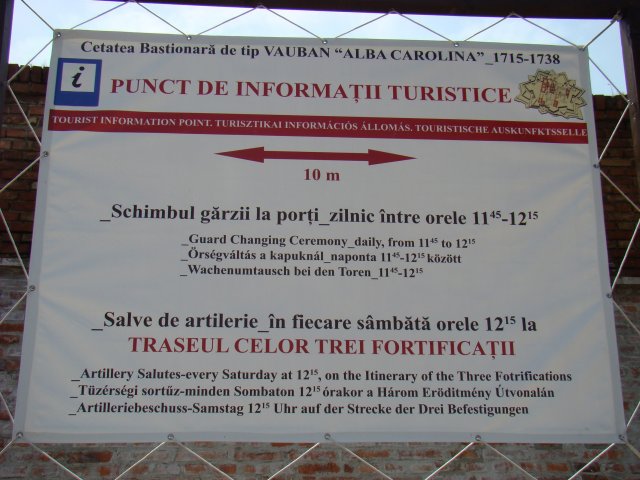 Cetatea Bastionară de tip VAUBAN "ALBA CAROLINA"_1715-1738
i
PUNCT DE INFORMAȚII TURISTICE
TOURIST INFORMATION POINT. TURISZTIKAI INFORMÁCIÓS ÁLLOMÁS. TOURISTISCHE AUSKUNFKTSSELLE
10 m
_Schimbul gărzii la porți_zilnic între orele 11⁴⁵-12¹⁵
_Guard Changing Ceremony_daily, from 11⁴⁵ to 12¹⁵
_Örségváltás a kapuknál_naponta 11⁴⁵-12¹⁵ között
_Wachenumtausch bei den Toren_11⁴⁵-12¹⁵
_Salve de artilerie_în fiecare sâmbătă orele 12¹⁵ la
TRASEUL CELOR TREI FORTIFICAȚII
_Artillery Salutes-every Saturday at 12¹⁵, on the Itinerary of the Three Fotrifications
_Tüzérségi sortűz-minden Sombaton 12¹⁵ órakor a Három Eröditmény Útvonalán
_Artilleriebeschuss-Samstag 12¹⁵ Uhr auf der Strecke der Drei Befestigungen